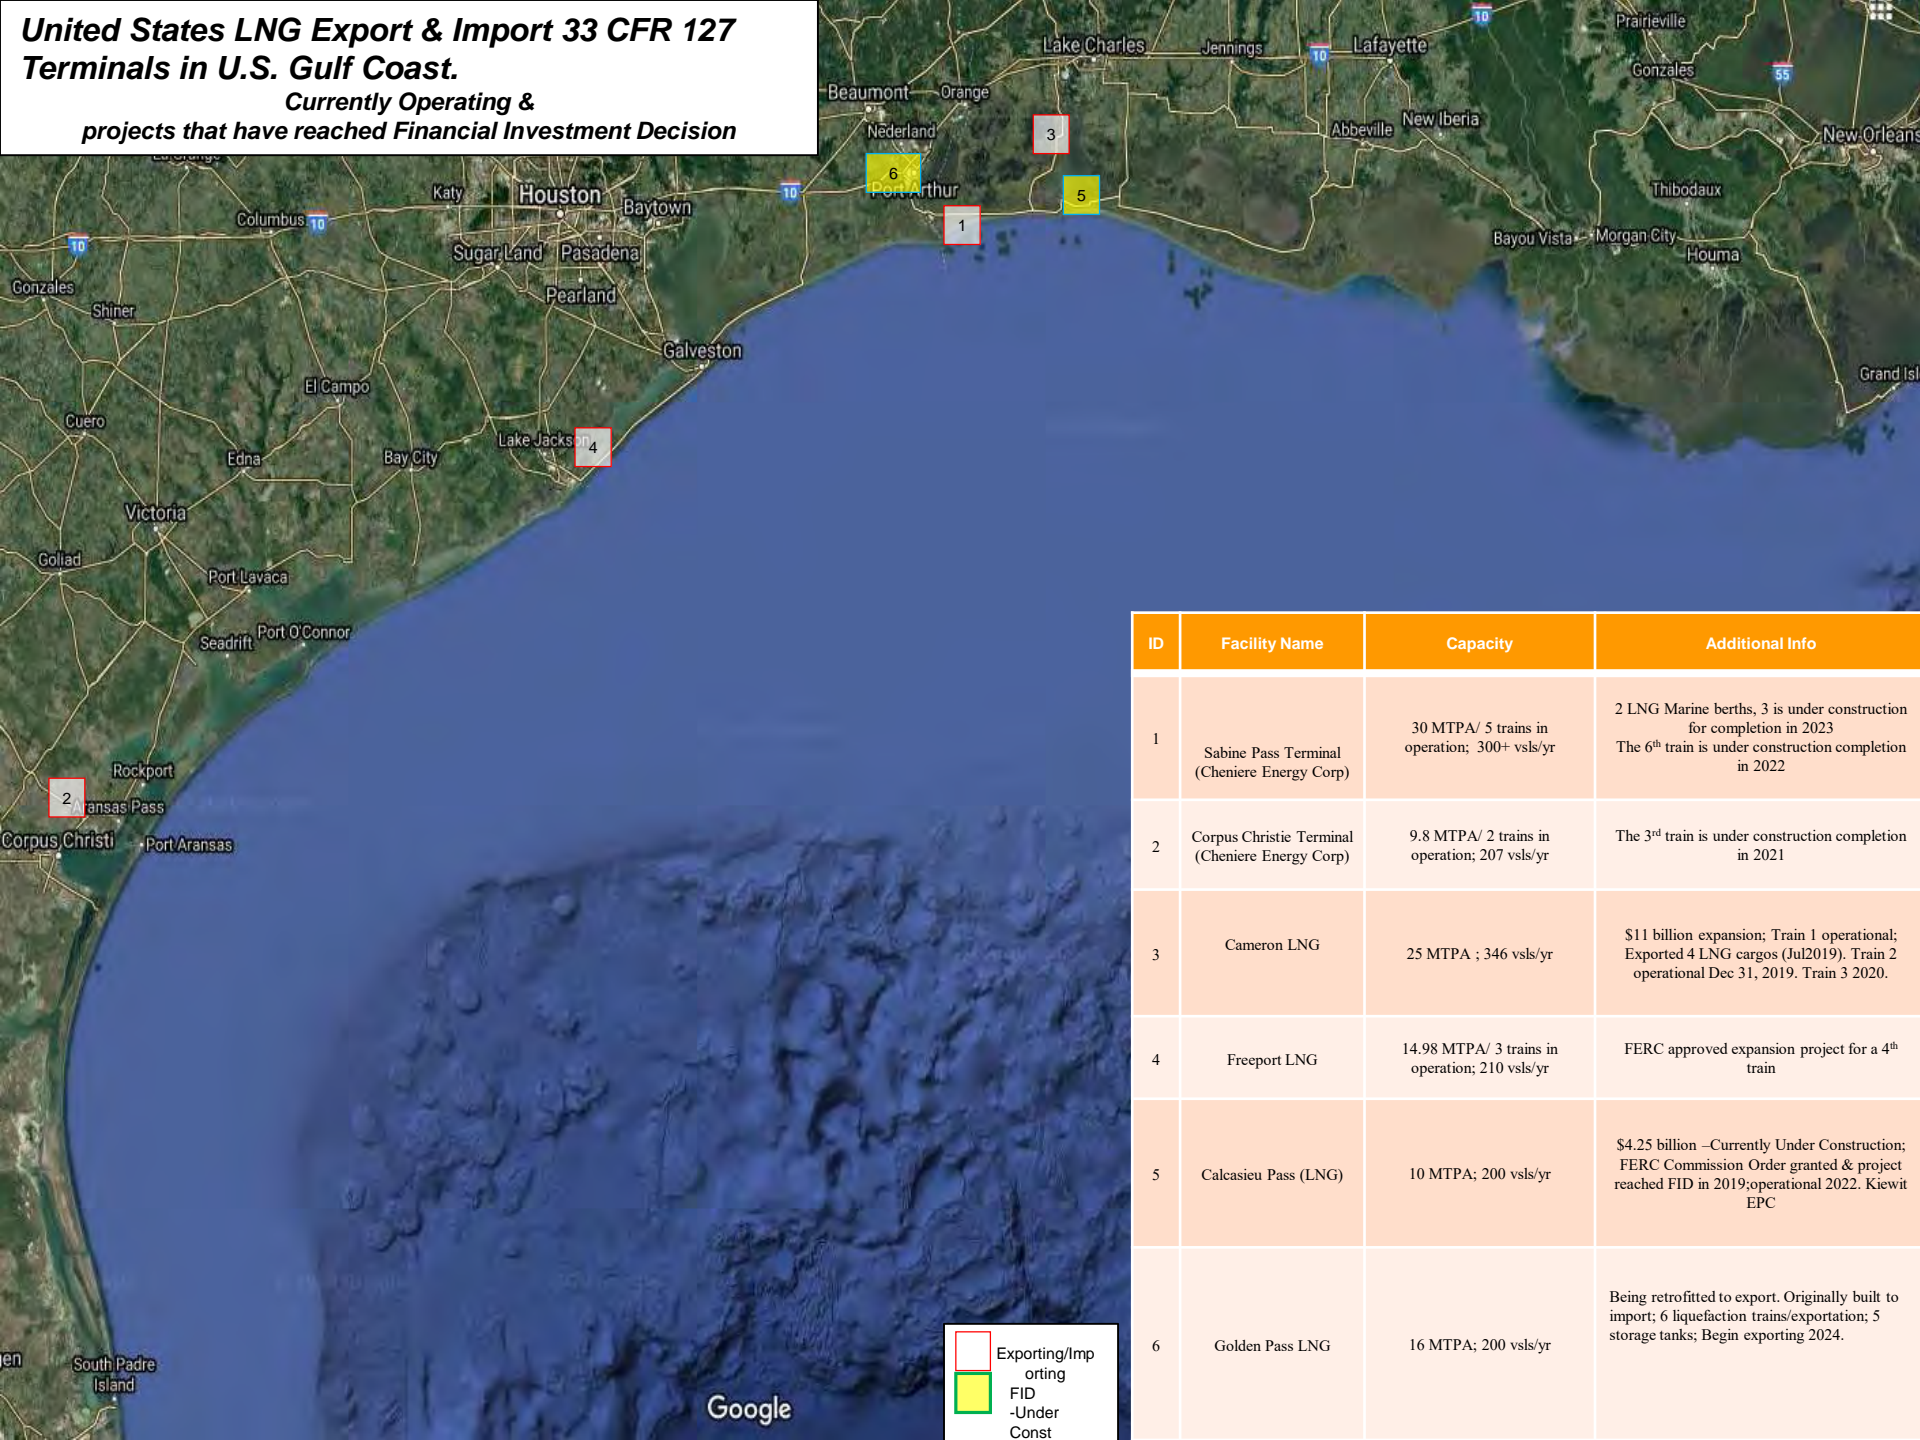 United States LNG Export & Import 33 CFR 127
Terminals in U.S. Gulf Coast.
Currently Operating &
projects that have reached Financial Investment Decision
10
Prairieville
Lake Charles
Jennings
10
Lafayette
Gonzales
55
Beaumont
Orange
Nederland
3
Abbeville
New Iberia
New Orleans
6
Port Arthur
5
1
Katy
Houston
Baytown
10
Thibodaux
Columbus
10
10
Sugar Land
Pasadena
Bayou Vista
Morgan City
Houma
Gonzales
Pearland
Shiner
Galveston
Grand Isl
El Campo
Cuero
Lake Jackson
4
Edna
Bay City
Victoria
Goliad
Port Lavaca
Seadrift
Port O'Connor
Rockport
2
Aransas Pass
Corpus Christi
Port Aransas
South Padre
Island
en
Google
Exporting/Imp
orting
FID
-Under
Const
ID
Facility Name
Capacity
Additional Info
1
Sabine Pass Terminal
(Cheniere Energy Corp)
30 MTPA/ 5 trains in
operation; 300+ vsls/yr
2 LNG Marine berths, 3 is under construction
for completion in 2023
The 6th train is under construction completion
in 2022
2
Corpus Christie Terminal
(Cheniere Energy Corp)
9.8 MTPA/ 2 trains in
operation; 207 vsls/yr
The 3rd train is under construction completion
in 2021
3
Cameron LNG
25 MTPA ; 346 vsls/yr
$11 billion expansion; Train 1 operational;
Exported 4 LNG cargos (Jul2019). Train 2
operational Dec 31, 2019. Train 3 2020.
4
Freeport LNG
14.98 MTPA/ 3 trains in
operation; 210 vsls/yr
FERC approved expansion project for a 4th
train
5
Calcasieu Pass (LNG)
10 MTPA; 200 vsls/yr
$4.25 billion –Currently Under Construction;
FERC Commission Order granted & project
reached FID in 2019;operational 2022. Kiewit
EPC
6
Golden Pass LNG
16 MTPA; 200 vsls/yr
Being retrofitted to export. Originally built to
import; 6 liquefaction trains/exportation; 5
storage tanks; Begin exporting 2024.